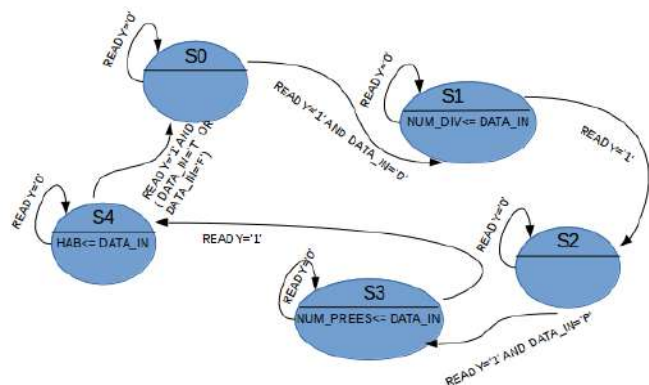 READY='0'
S0
READY='1' AND DATA_IN='D'
READY='0'
S1
NUM_DIV<= DATA_IN
READY='1'
READY='1' AND
( DATA_IN='T' OR
DATA_IN='F')
READY='0'
S4
HAB<= DATA_IN
READY='1'
READY='0'
S2
READY='0'
S3
NUM_PREES<= DATA_IN
READY='1' AND DATA_IN='P'